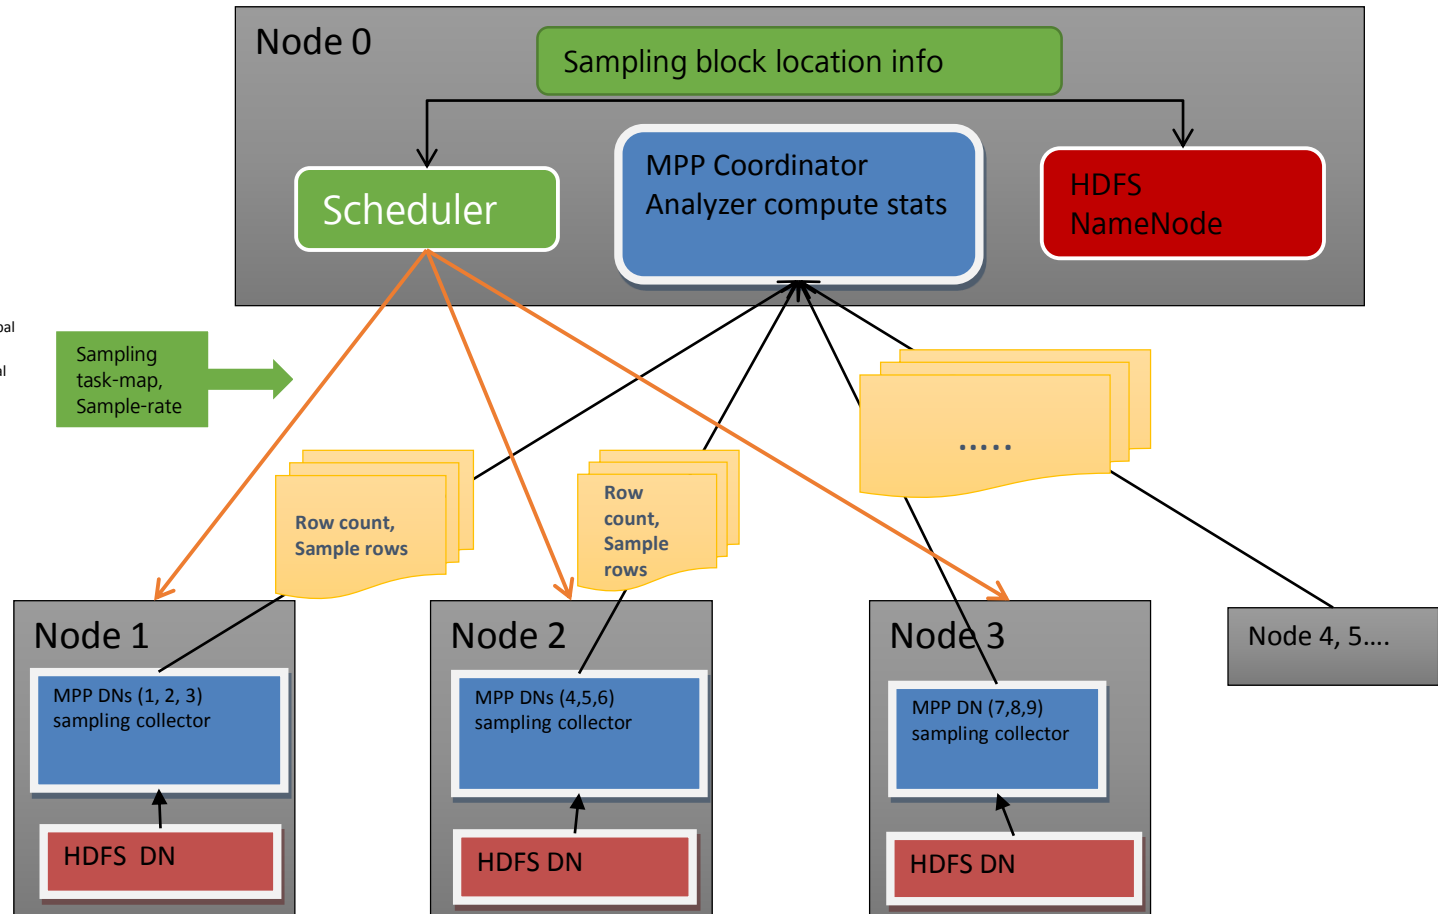 Node 0
Sampling block location info
Scheduler
MPP Coordinator
Analyzer compute stats
HDFS
NameNode
Sampling
task-map,
Sample-rate
.....
Row count,
Sample rows
Row
count,
Sample
rows
Node 1
MPP DNs (1, 2, 3)
sampling collector
HDFS DN
Node 2
MPP DNs (4,5,6)
sampling collector
HDFS DN
Node 3
MPP DN (7,8,9)
sampling collector
HDFS DN
Node 4, 5....